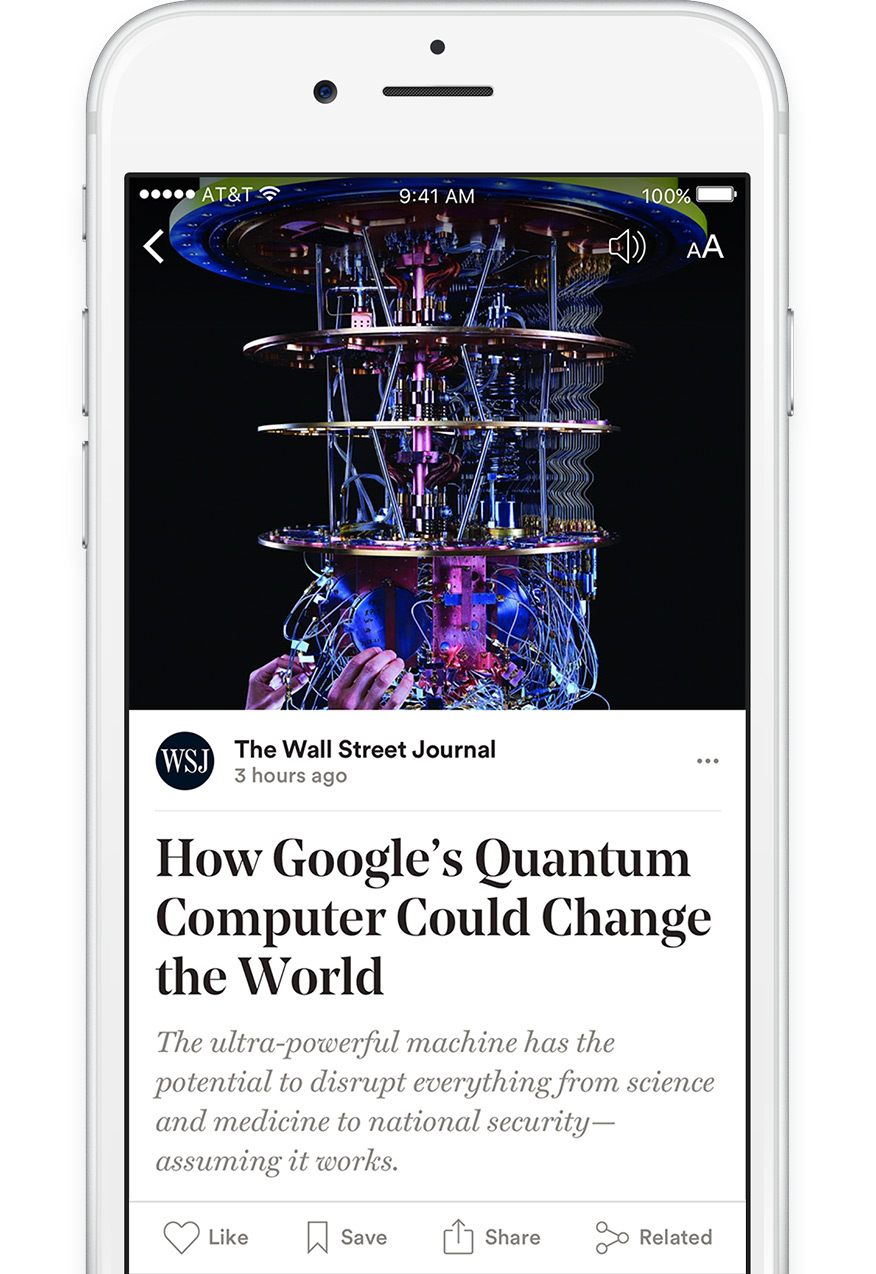 AT&T 9:41 AM 100%
AA
WSJ The Wall Street Journal
3 hours ago
How Google’s Quantum
Computer Could Change
the World
The ultra-powerful machine has the
potential to disrupt everything from science
and medicine to national security—
assuming it works.
Like Save Share Related